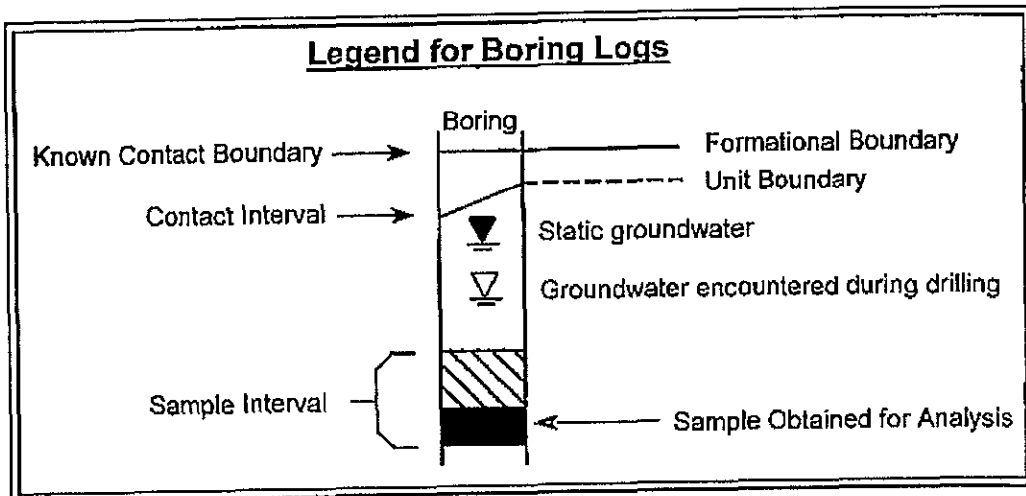 Legend for Boring Logs
Boring
Known Contact Boundary
Formational Boundary
Unit Boundary
Contact Interval
Static groundwater
Groundwater encountered during drilling
Sample Interval
Sample Obtained for Analysis